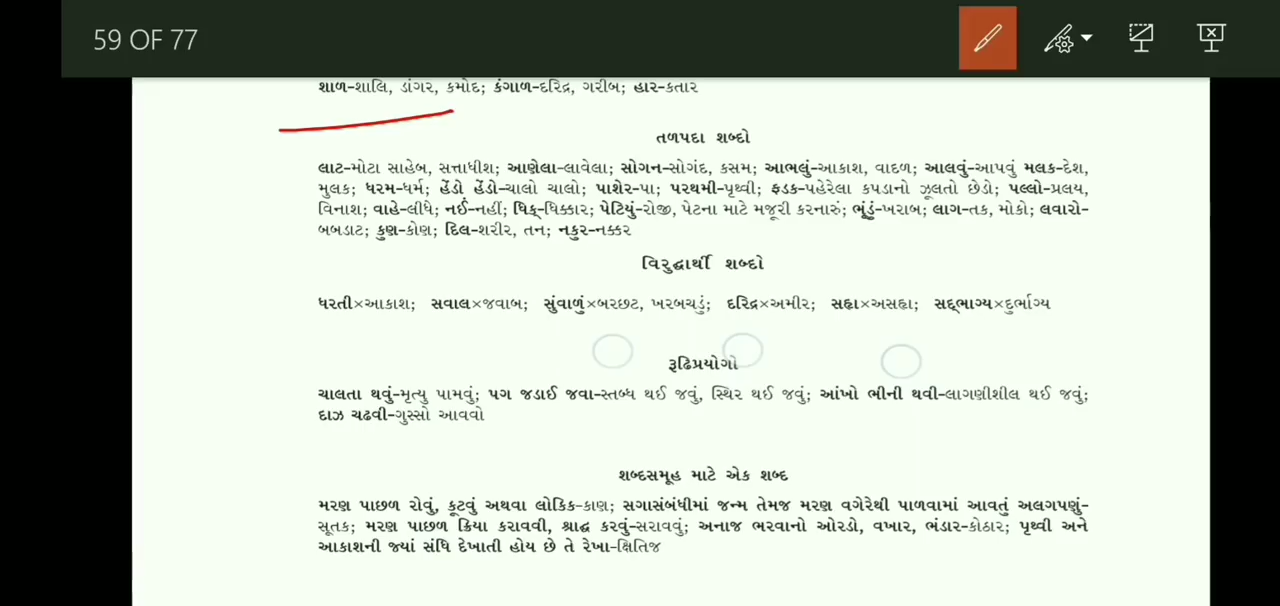 59 OF 77
શાળ-શાલિ, ડાંગર, કમોદ; કંગાળ-દરિદ્ર, ગરીબ; હાર-કતાર
તળપદા શબ્દો
લાટ-મોટા સાહેબ, સત્તાધીશ; આણેલા-લાવેલા; સોગન-સોગંદ, કસમ; આભલું-આકાશ, વાદળ; આલવું-આપવું મલક-દેશ,
મુલક; ધરમ-ધર્મ; હેંડો હેંડો-ચાલો ચાલો; પાશેર-પા; પરથમી-પૃથ્વી; ફડક-પહેરેલા કપડાનો ઝૂલતો છેડો; પલ્લો-પ્રલય,
વિનાશ; વાહે-લીધે; નઈ-નહીં; ધિક્-ધિક્કાર; પેટિયું-રોજી, પેટના માટે મજૂરી કરનારું; ભૂંડું-ખરાબ; લાગ-તક, મોકો; લવારો-
બબડાટ; કુણ-કોણ; દિલ-શરીર, તન; નકુર-નક્કર
વિરુદ્ધાર્થી શબ્દો
ધરતી×આકાશ; સવાલ×જવાબ; સુંવાળું×બરછટ, ખરબચડું; દરિદ્ર×અમીર; સહ્ય×અસહ્ય; સદ્ભાગ્ય×દુર્ભાગ્ય
રૂઢિપ્રયોગો
ચાલતા થવું-મૃત્યુ પામવું; પગ જડાઈ જવા-સ્તબ્ધ થઈ જવું, સ્થિર થઈ જવું; આંખો ભીની થવી-લાગણીશીલ થઈ જવું;
દાઝ ચઢવી-ગુસ્સો આવવો
શબ્દસમૂહ માટે એક શબ્દ
મરણ પાછળ રોવું, કૂટવું અથવા લોકિક-કાણ; સગાસંબંધીમાં જન્મ તેમજ મરણ વગેરેથી પાળવામાં આવતું અલગપણું-
સૂતક; મરણ પાછળ ક્રિયા કરાવવી, શ્રાદ્ધ કરવું-સરાવવું; અનાજ ભરવાનો ઓરડો, વખાર, ભંડાર-કોઠાર; પૃથ્વી અને
આકાશની જ્યાં સંધિ દેખાતી હોય છે તે રેખા-ક્ષિતિજ